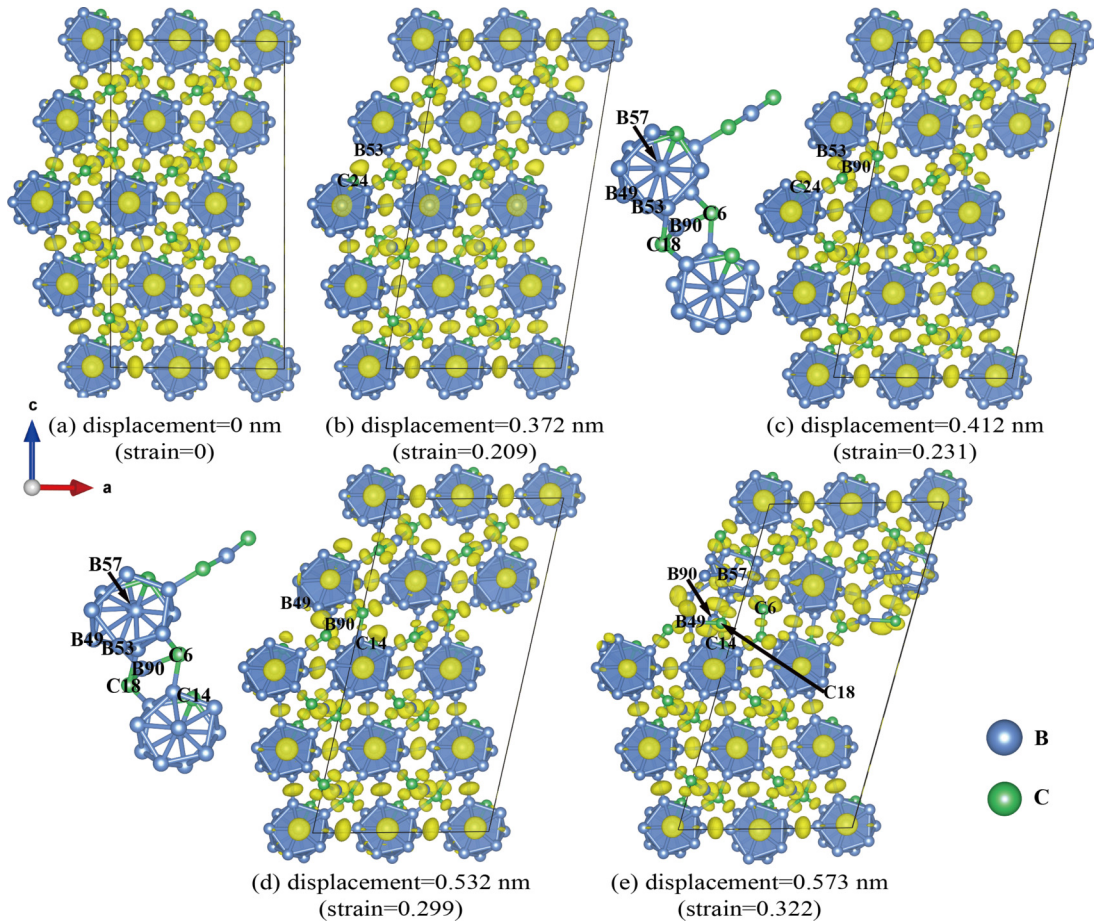 B57
B53
C24
B49
B53
B90
C6
C18
B53
B90
C24
(a) displacement=0 nm
(strain=0)
(b) displacement=0.372 nm
(strain=0.209)
(c) displacement=0.412 nm
(strain=0.231)
c
a
B57
B49
B53
B90
C6
C18
C14
B49
B90
C14
B90
B57
C6
B49
C14
C18
B
C
(d) displacement=0.532 nm
(strain=0.299)
(e) displacement=0.573 nm
(strain=0.322)